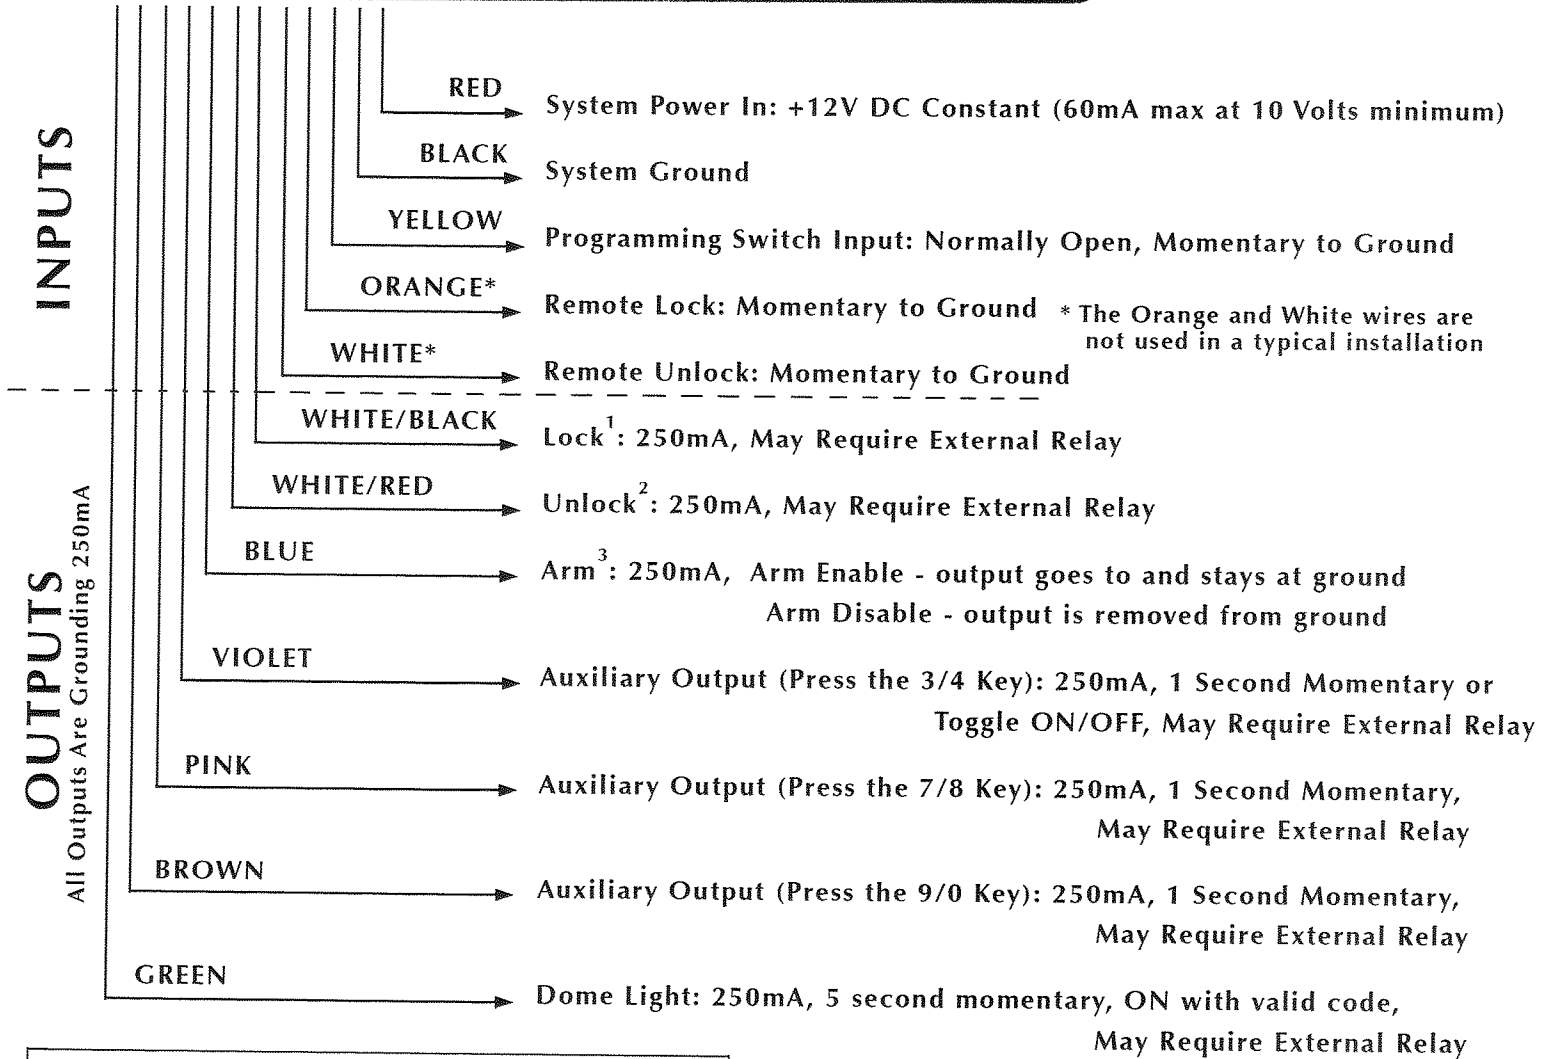 INPUTS
RED
System Power In: +12V DC Constant (60mA max at 10 Volts minimum)
BLACK
System Ground
YELLOW
Programming Switch Input: Normally Open, Momentary to Ground
ORANGE*
Remote Lock: Momentary to Ground
* The Orange and White wires are
not used in a typical installation
WHITE*
Remote Unlock: Momentary to Ground
OUTPUTS
All Outputs Are Grounding 250mA
WHITE/BLACK
Lock¹: 250mA, May Require External Relay
WHITE/RED
Unlock²: 250mA, May Require External Relay
BLUE
Arm³: 250mA, Arm Enable - output goes to and stays at ground
Arm Disable - output is removed from ground
VIOLET
Auxiliary Output (Press the 3/4 Key): 250mA, 1 Second Momentary or
Toggle ON/OFF, May Require External Relay
PINK
Auxiliary Output (Press the 7/8 Key): 250mA, 1 Second Momentary,
May Require External Relay
BROWN
Auxiliary Output (Press the 9/0 Key): 250mA, 1 Second Momentary,
May Require External Relay
GREEN
Dome Light: 250mA, 5 second momentary, ON with valid code,
May Require External Relay